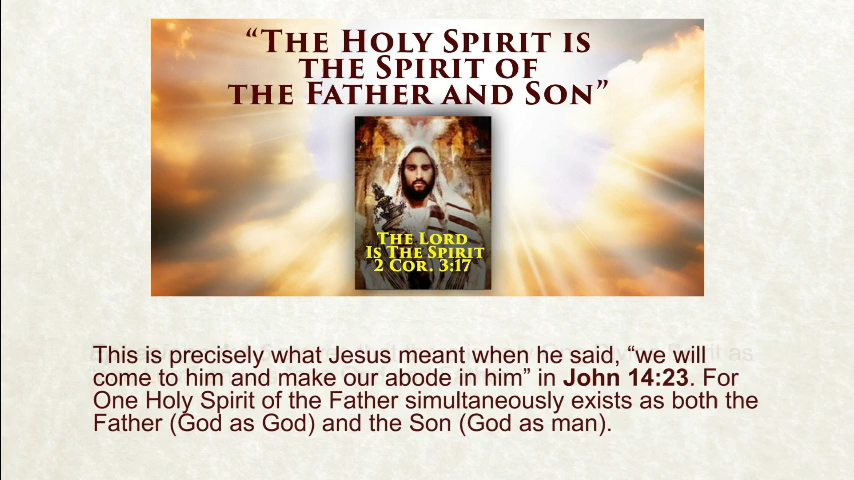 “THE HOLY SPIRIT IS
THE SPIRIT OF
THE FATHER AND SON”
THE LORD
IS THE SPIRIT
2 COR. 3:17
This is precisely what Jesus meant when he said, “we will
come to him and make our abode in him” in John 14:23. For
One Holy Spirit of the Father simultaneously exists as both the
Father (God as God) and the Son (God as man).